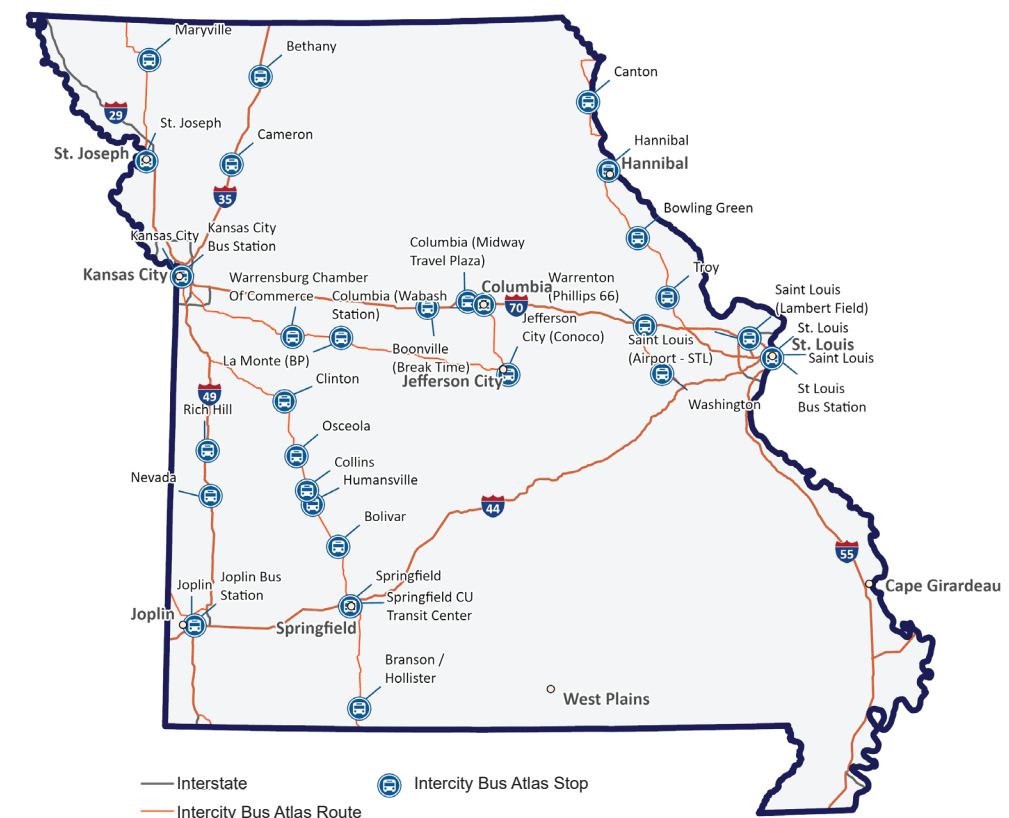 Maryville
Bethany
Canton
29
St. Joseph
St. Joseph
Cameron
Hannibal
Hannibal
35
Bowling Green
Kansas City
Kansas City
Bus Station
Kansas City
Columbia (Midway
Travel Plaza)
Troy
Warrensburg Chamber
Of Commerce
Columbia (Wabash
Station)
Columbia
70
Warrenton
(Phillips 66)
Saint Louis
(Lambert Field)
Jefferson
City (Conoco)
St. Louis
St. Louis
Saint Louis
Saint Louis
(Airport - STL)
La Monte (BP)
Boonville
(Break Time)
Jefferson City
St Louis
Bus Station
Washington
Clinton
49
Rich Hill
Osceola
Collins
Humansville
Nevada
44
Bolivar
55
Joplin
Joplin Bus
Station
Joplin
Springfield
Springfield CU
Transit Center
Springfield
Cape Girardeau
Branson /
Hollister
West Plains
Interstate
Intercity Bus Atlas Stop
Intercity Bus Atlas Route